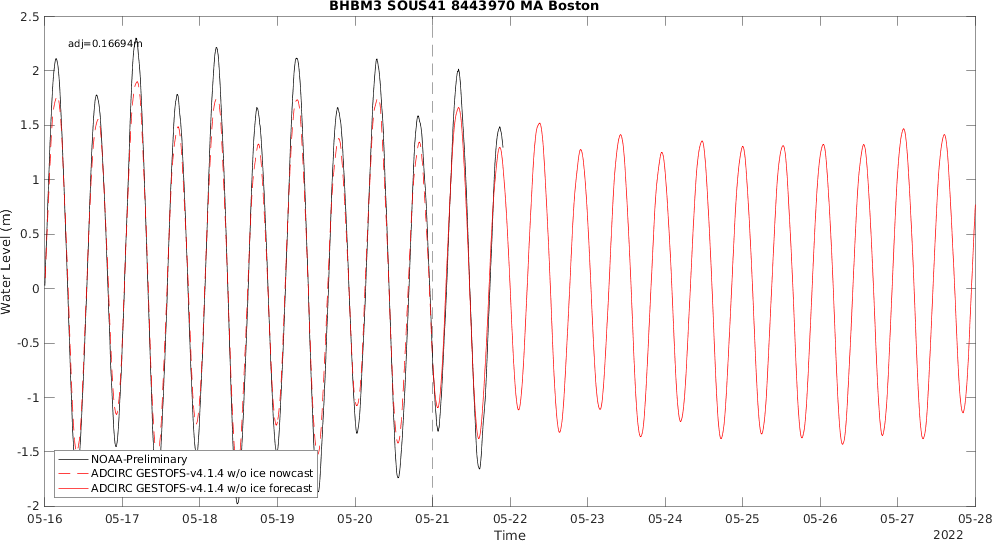 BHBM3 SOUS41 8443970 MA Boston
adj=0.16694m
2.5
2
1.5
1
0.5
0
-0.5
-1
-1.5
-2
Water Level (m)
NOAA-Preliminary
ADCIRC GESTOFS-v4.1.4 w/o ice nowcast
ADCIRC GESTOFS-v4.1.4 w/o ice forecast
05-16 05-17 05-18 05-19 05-20 05-21 05-22 05-23 05-24 05-25 05-26 05-27 05-28
Time
2022